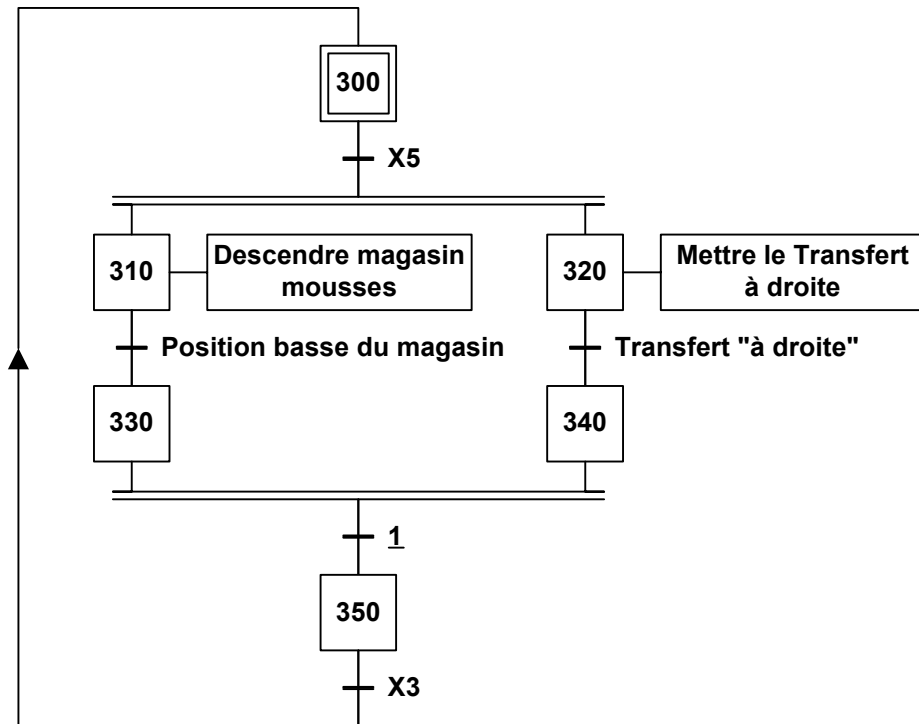 300
X5
310
Descendre magasin
mousses
320
Mettre le Transfert
à droite
Position basse du magasin
Transfert "à droite"
330
340
1
350
X3